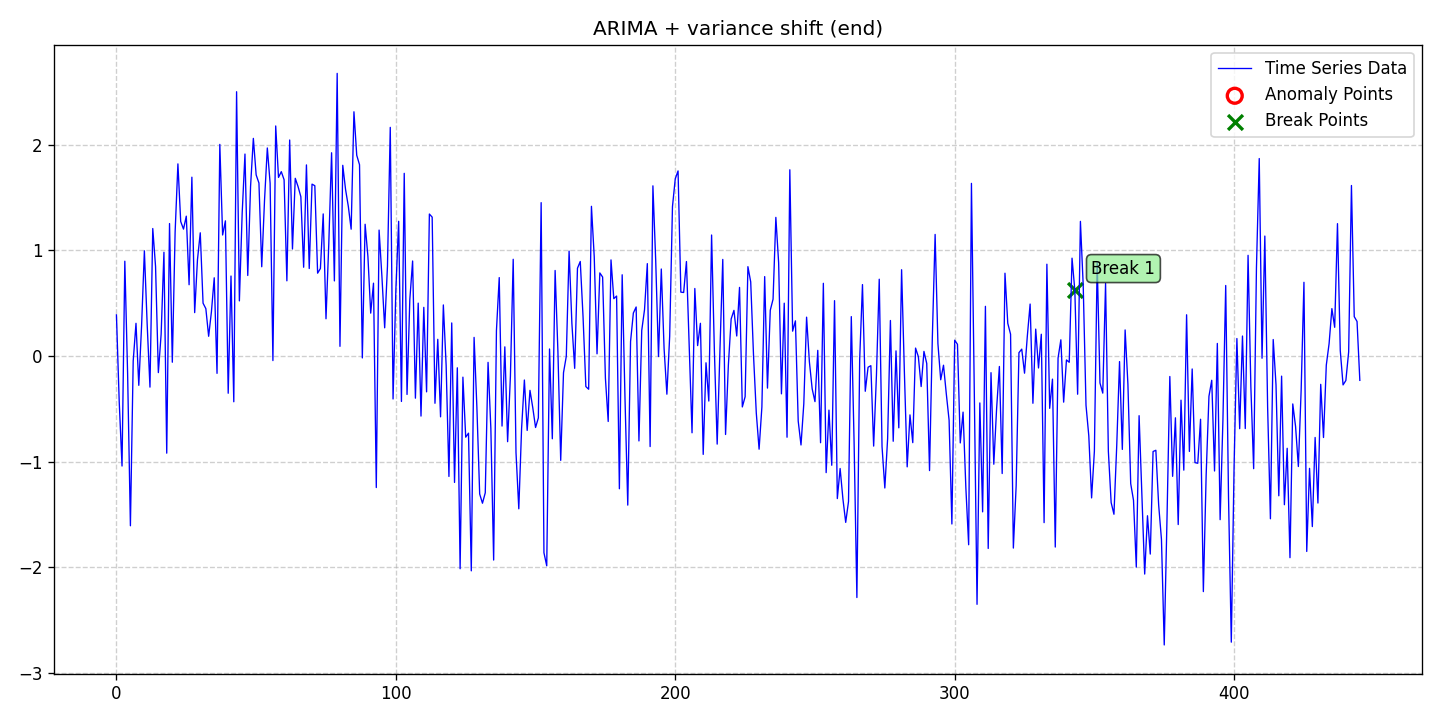 ARIMA + variance shift (end)
Time Series Data
Anomaly Points
Break Points
Break 1
2
1
0
−1
−2
−3
0
100
200
300
400